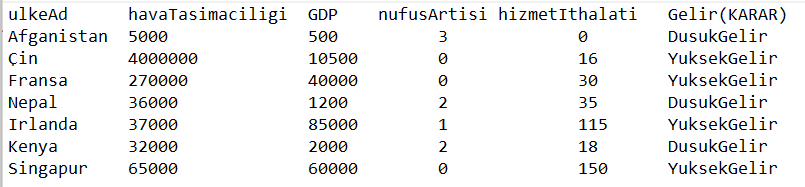 ulkeAd havaTasimaciligi GDP nufusArtisi hizmetIthalati Gelir(KARAR)
Afganistan 5000 500 3 0 DusukGelir
Çin 4000000 10500 0 16 YuksekGelir
Fransa 270000 40000 0 30 YuksekGelir
Nepal 36000 1200 2 35 DusukGelir
Irlanda 37000 85000 1 115 YuksekGelir
Kenya 32000 2000 2 18 DusukGelir
Singapur 65000 60000 0 150 YuksekGelir